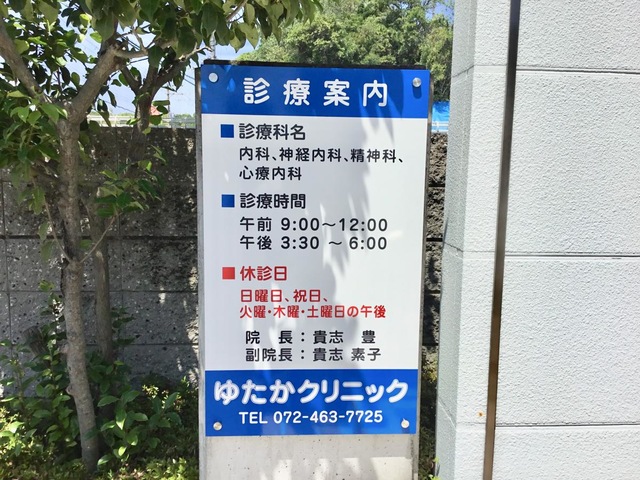 診療案内
■診療科名
内科、神経内科、精神科、
心療内科
■診療時間
午前 9:00〜12:00
午後 3:30 〜 6:00
■休診日
日曜日、祝日、
火曜・木曜・土曜日の午後
院　長：貴志　豊
副院長：貴志 素子
ゆたかクリニック
TEL 072-463-7725